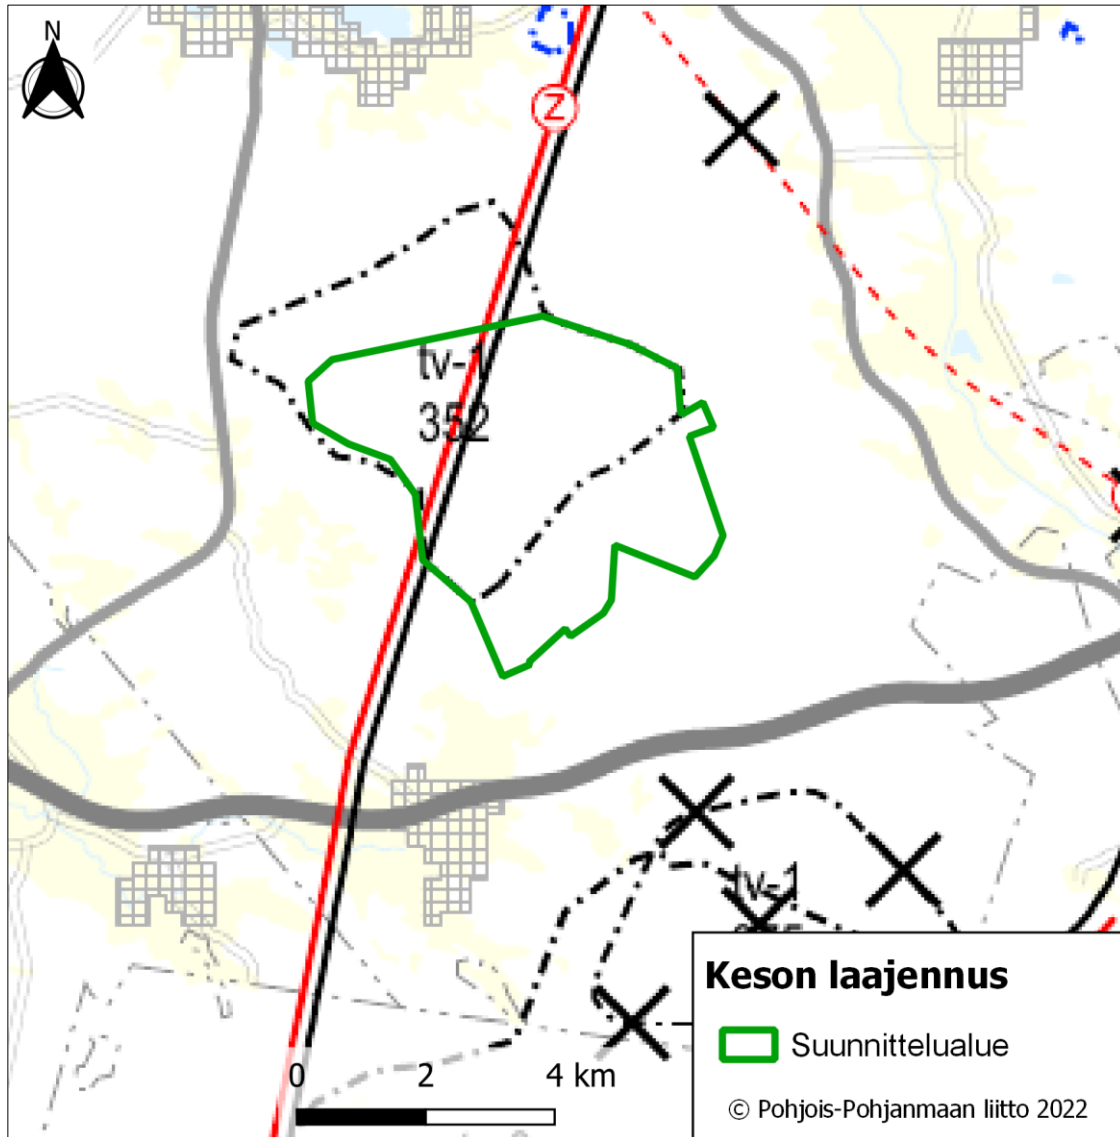 N
Z
tv-1
352
tv-1
Keson laajennus
Suunnittelualue
© Pohjois-Pohjanmaan liitto 2022
0 2 4 km